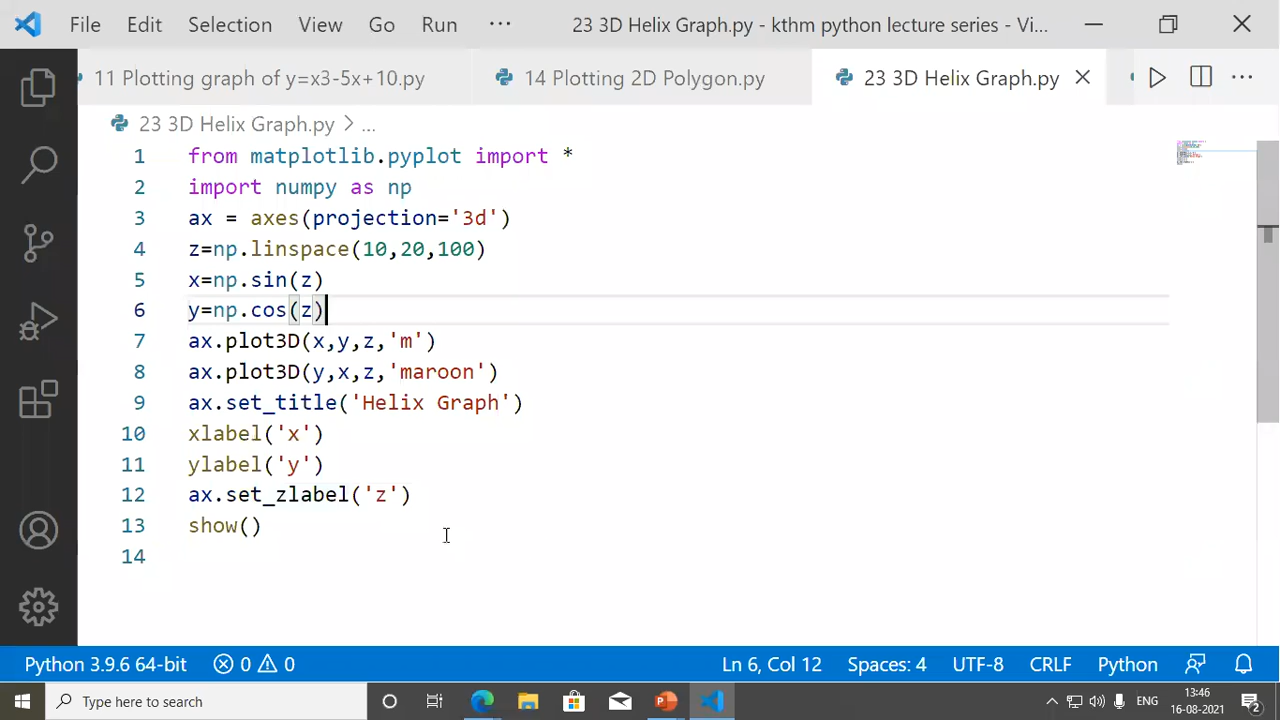 File Edit Selection View Go Run ··· 23 3D Helix Graph.py - kthm python lecture series - Vi...
11 Plotting graph of y=x3-5x+10.py 14 Plotting 2D Polygon.py 23 3D Helix Graph.py
23 3D Helix Graph.py > ...
1 from matplotlib.pyplot import *
2 import numpy as np
3 ax = axes(projection='3d')
4 z=np.linspace(10,20,100)
5 x=np.sin(z)
6 y=np.cos(z)
7 ax.plot3D(x,y,z,'m')
8 ax.plot3D(y,x,z,'maroon')
9 ax.set_title('Helix Graph')
10 xlabel('x')
11 ylabel('y')
12 ax.set_zlabel('z')
13 show()
14
Python 3.9.6 64-bit 0 0 Ln 6, Col 12 Spaces: 4 UTF-8 CRLF Python
Type here to search ENG 13:46
16-08-2021 2